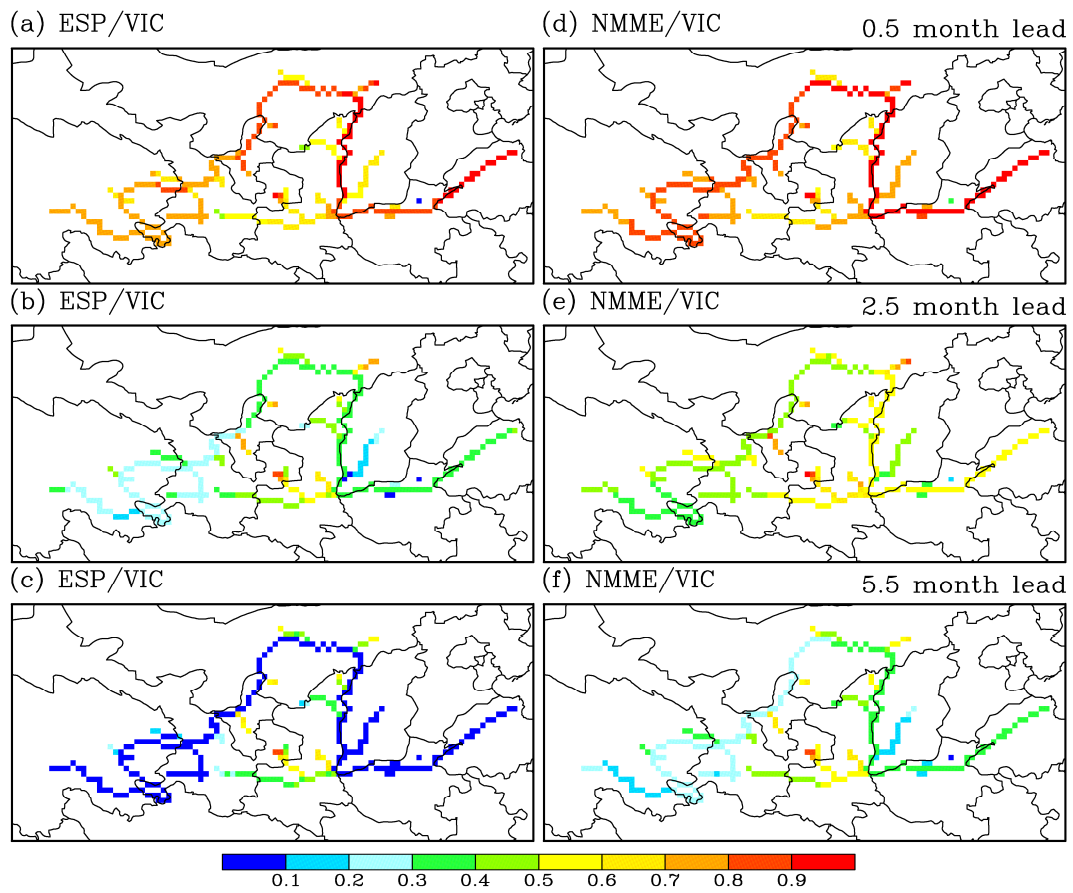 (a) ESP/VIC
(d) NMME/VIC
0.5 month lead
(b) ESP/VIC
(e) NMME/VIC
2.5 month lead
(c) ESP/VIC
(f) NMME/VIC
5.5 month lead
0.1 0.2 0.3 0.4 0.5 0.6 0.7 0.8 0.9